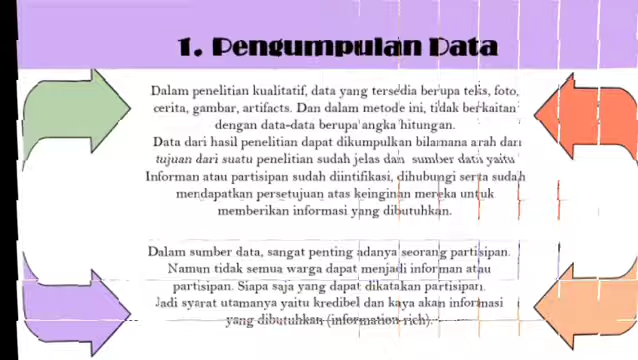 1. Pengumpulan Data
Dalam penelitian kualitatif, data yang tersedia berupa teks, foto,
cerita, gambar, artifacts. Dan dalam metode ini, tidak berkaitan
dengan data-data berupa angka hitungan.
Data dari hasil penelitian dapat dikumpulkan bilamana arah dari
tujuan dari suatu penelitian sudah jelas dan sumber data yaitu
Informan atau partisipan sudah diintifikasi, dihubungi serta sudah
mendapatkan persetujuan atas keinginan mereka untuk
memberikan informasi yang dibutuhkan.
Dalam sumber data, sangat penting adanya seorang partisipan.
Namun tidak semua warga dapat menjadi informan atau
partisipan. Siapa saja yang dapat dikatakan partisipan.
Jadi syarat utamanya yaitu kredibel dan kaya akan informasi
yang dibutuhkan (information-rich).